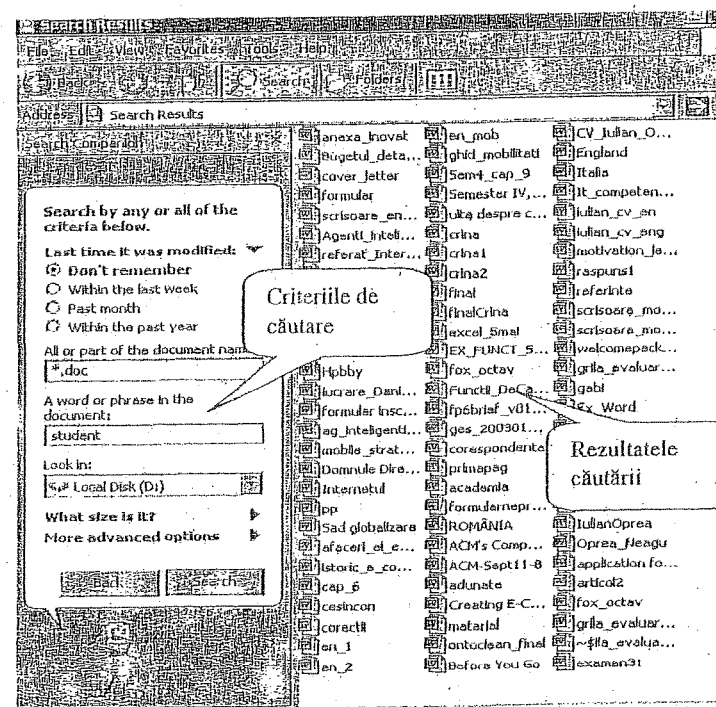 Search Results
File Edit View Favorites Tools Help
Back Search Folders
Address Search Results
Search Companion
Search by any or all of the
criteria below.
Last time it was modified:
Don't remember
Within the last week
Past month
Within the past year
All or part of the document name:
*.doc
A word or phrase in the
document:
student
Look in:
Local Disk (D:)
What size is it?
More advanced options
Back Search
Criteriile de
căutare
anexa_inovat
Bugetul_deta...
cover_letter
formular
scrisoare_en...
Agenti_Inteli...
referat_Inter...
Hobby
lucrare_Dani...
formular insc...
ag_inteligenti...
mobile_strat...
Domnule Dire...
Internetul
pp
Sad globalizare
afaceri_el_e...
Istoric_a_co...
cap_6
cesincon
corectii
en_1
en_2
en_mob
ghid_mobilitati
Sem4_cap_9
Semester IV,...
uite despre c...
crina
crina1
crina2
final
finalCrina
excel_5mai
EX_FUNCT_S...
fox_octav
Functii_DaCa...
fp6brief_v01...
ges_200301...
corespondenta
primapag
academia
formularnepr...
ROMÂNIA
ACM's Comp...
ACM-Sept11-8
adunate
Creating E-C...
material
ontoclean_final
Before You Go
CV_Iulian_O...
England
Italia
It_competen...
iulian_cv_en
iulian_cv_eng
motivation_le...
raspuns1
referinte
scrisoare_mo...
scrisoare_mo...
welcomepack...
grila_evaluar...
gabi
Ex_Word
Rezultatele
căutării
IulianOprea
Oprea_Neagu
application fo...
articol2
fox_octav
grila_evaluar...
~$ila_evalua...
examen31